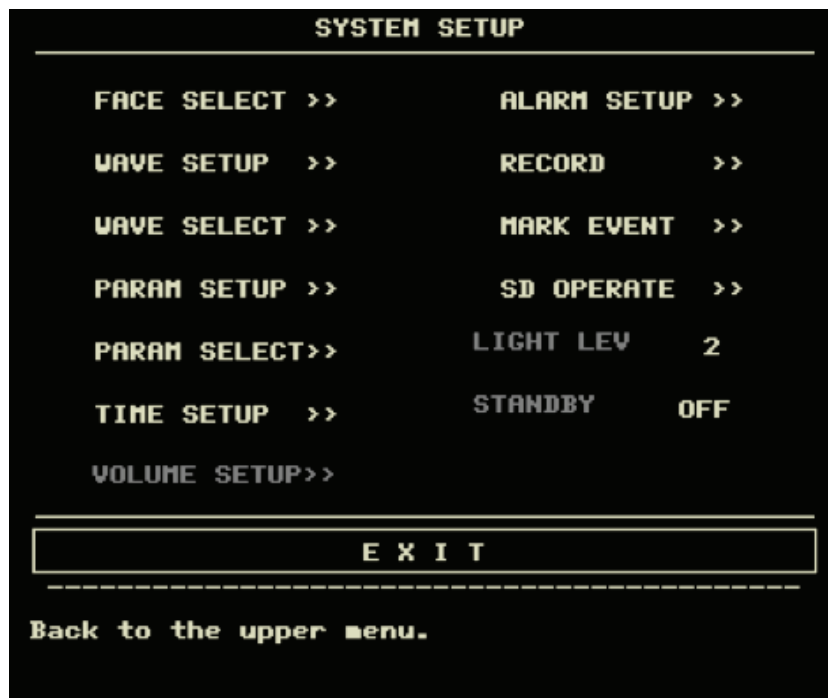 SYSTEM SETUP
FACE SELECT >> ALARM SETUP >>
WAVE SETUP >> RECORD >>
WAVE SELECT >> MARK EVENT >>
PARAM SETUP >> SD OPERATE >>
PARAM SELECT>> LIGHT LEV 2
TIME SETUP >> STANDBY OFF
VOLUME SETUP>>
E X I T
Back to the upper menu.